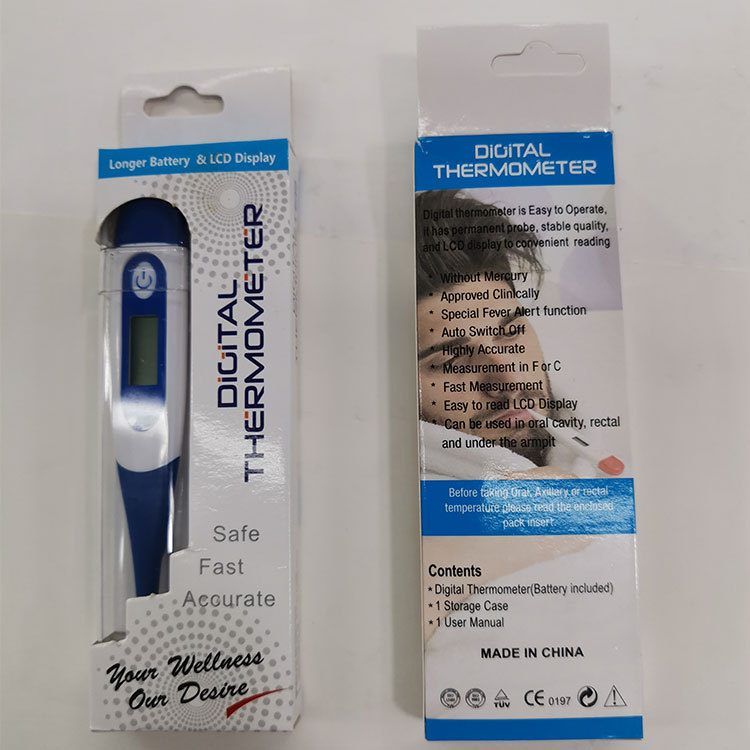 Longer Battery & LCD Display
DIGITAL
THERMOMETER
Safe
Fast
Accurate
Your Wellness
Our Desire
DIGITAL
THERMOMETER
Digital thermometer is Easy to Operate,
it has permanent probe, stable quality,
and LCD display to convenient reading
* Without Mercury
* Approved Clinically
* Special Fever Alert function
* Auto Switch Off
* Highly Accurate
* Measurement in F or C
* Fast Measurement
* Easy to read LCD Display
* Can be used in oral cavity, rectal
and under the armpit
Before taking Oral, Axillary or rectal
temperature please read the enclosed
pack insert.
Contents
* Digital Thermometer(Battery included)
* 1 Storage Case
* 1 User Manual
MADE IN CHINA
TÜV CE 0197